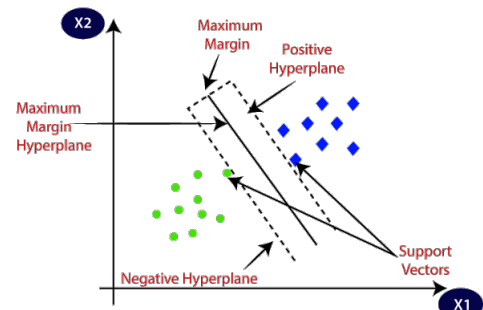 X2
Maximum
Margin
Positive
Hyperplane
Maximum
Margin
Hyperplane
Support
Vectors
Negative Hyperplane
X1